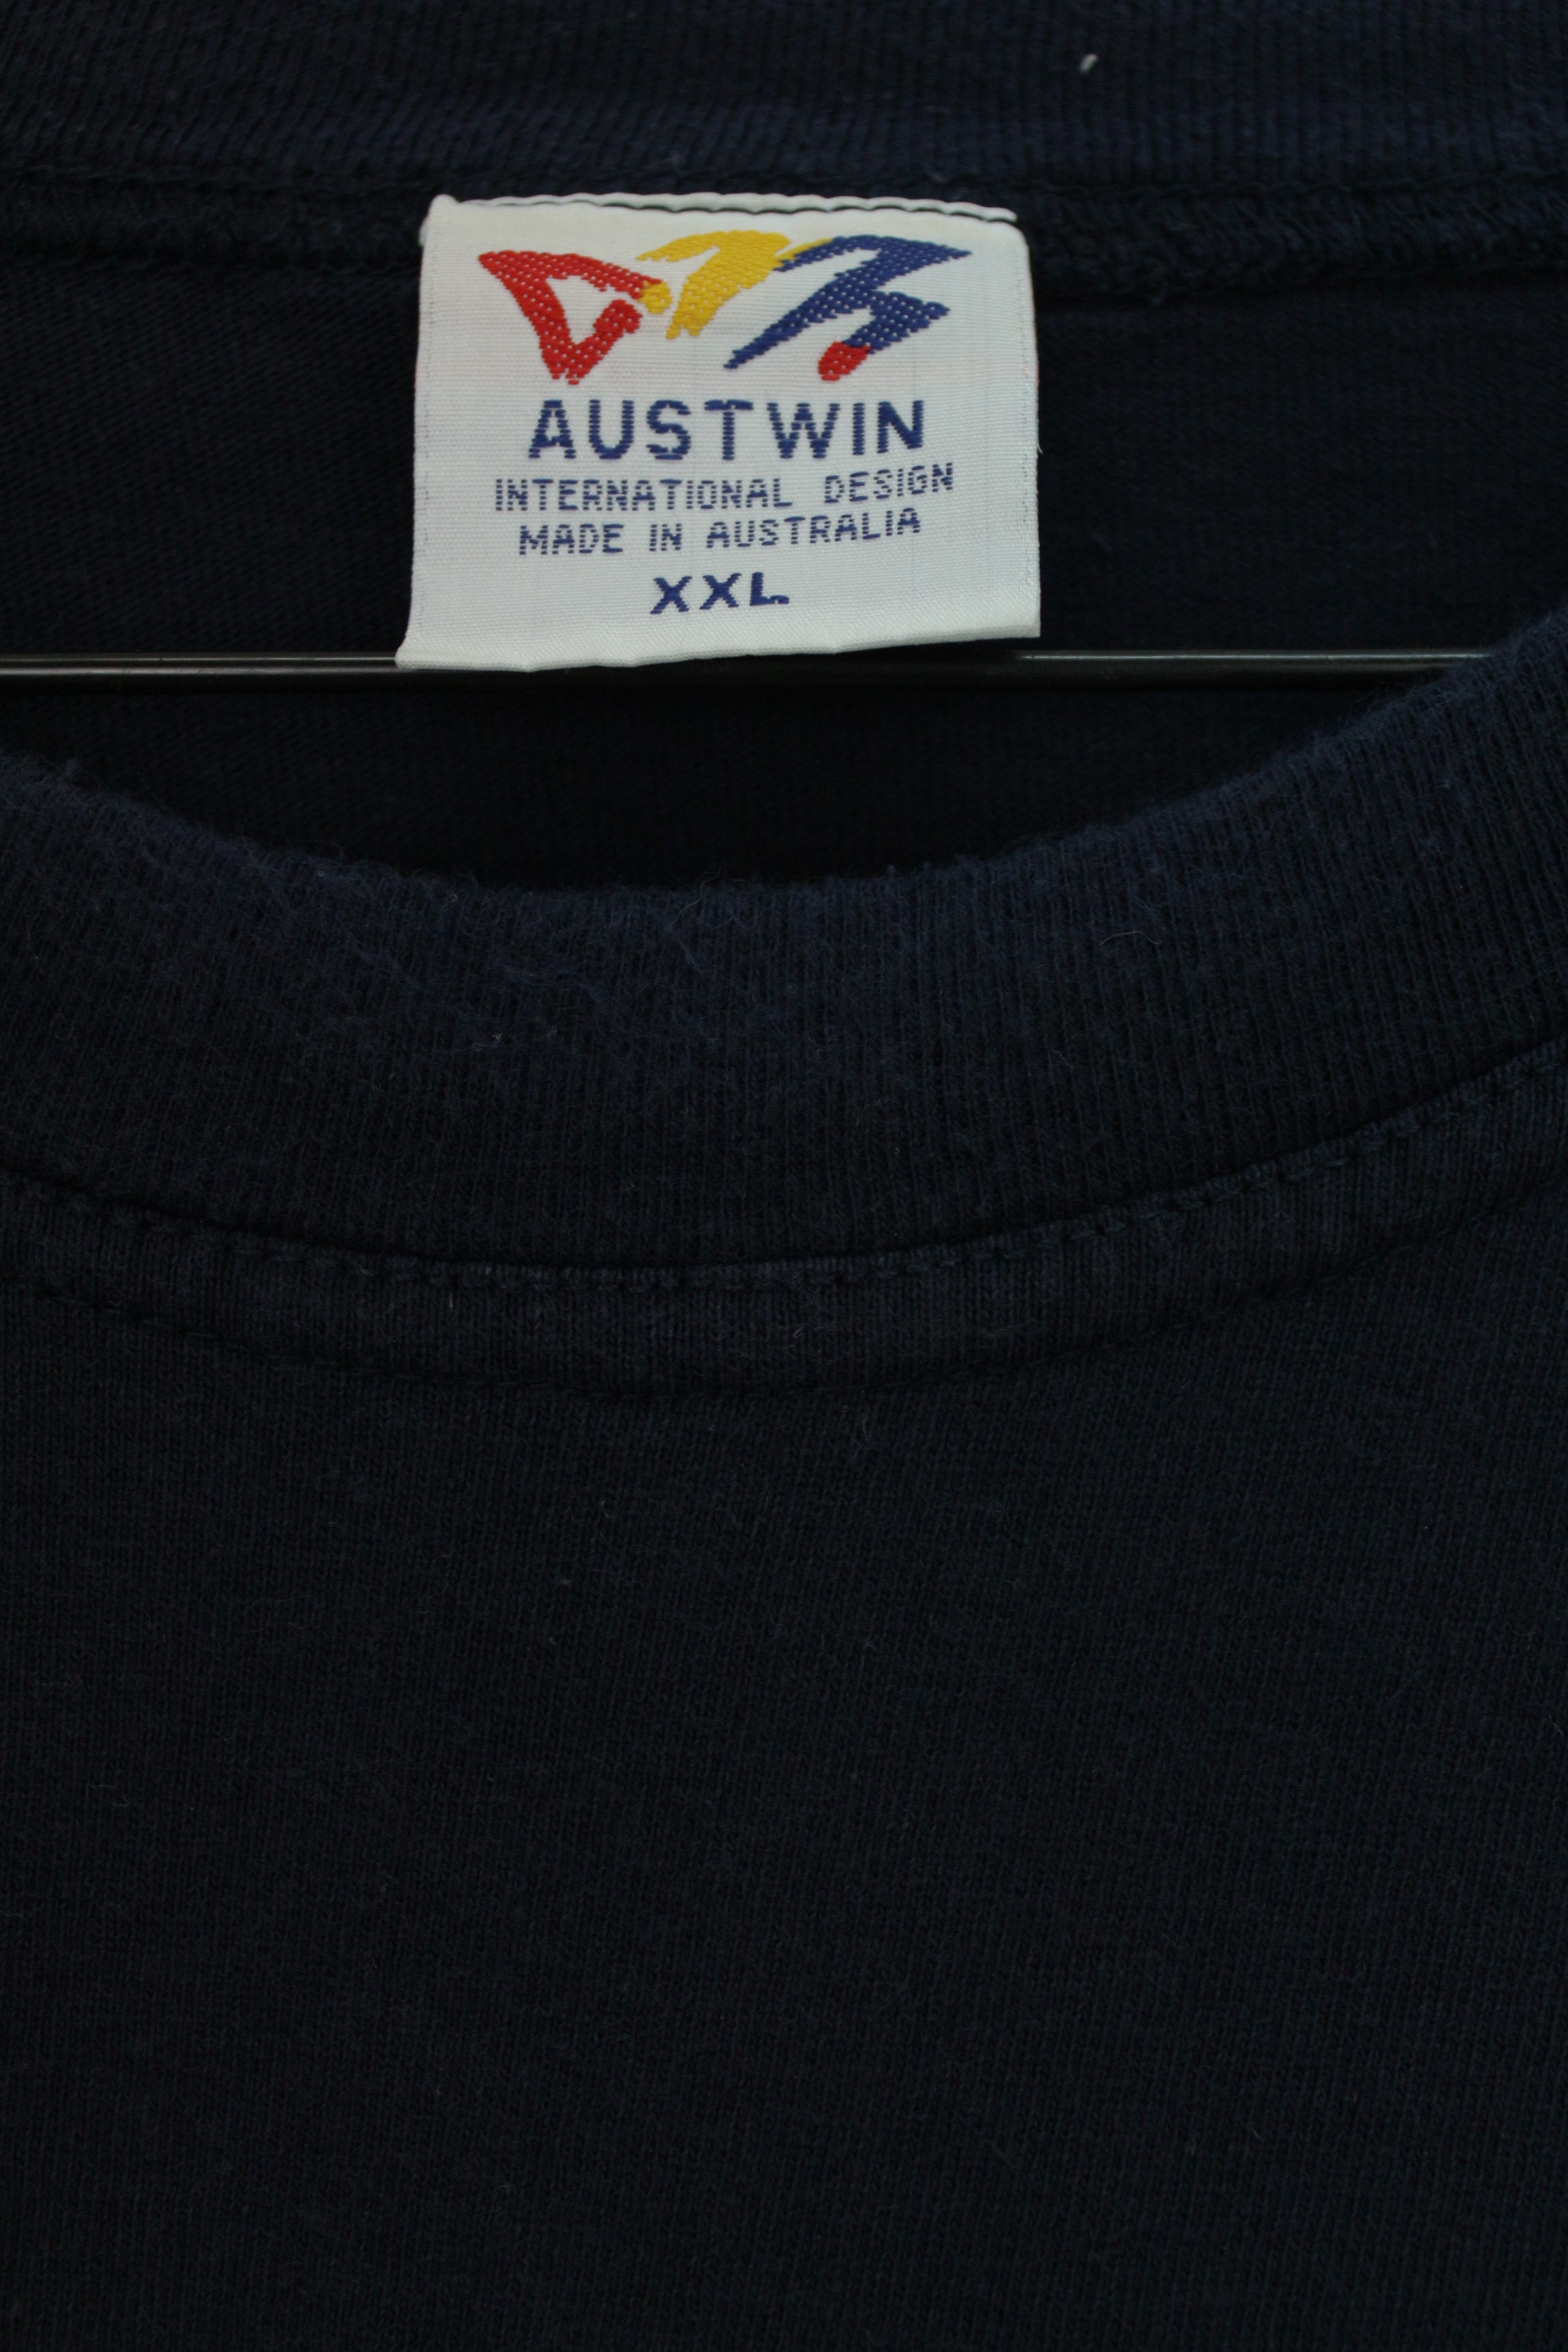 AUSTWIN
INTERNATIONAL DESIGN
MADE IN AUSTRALIA
XXL